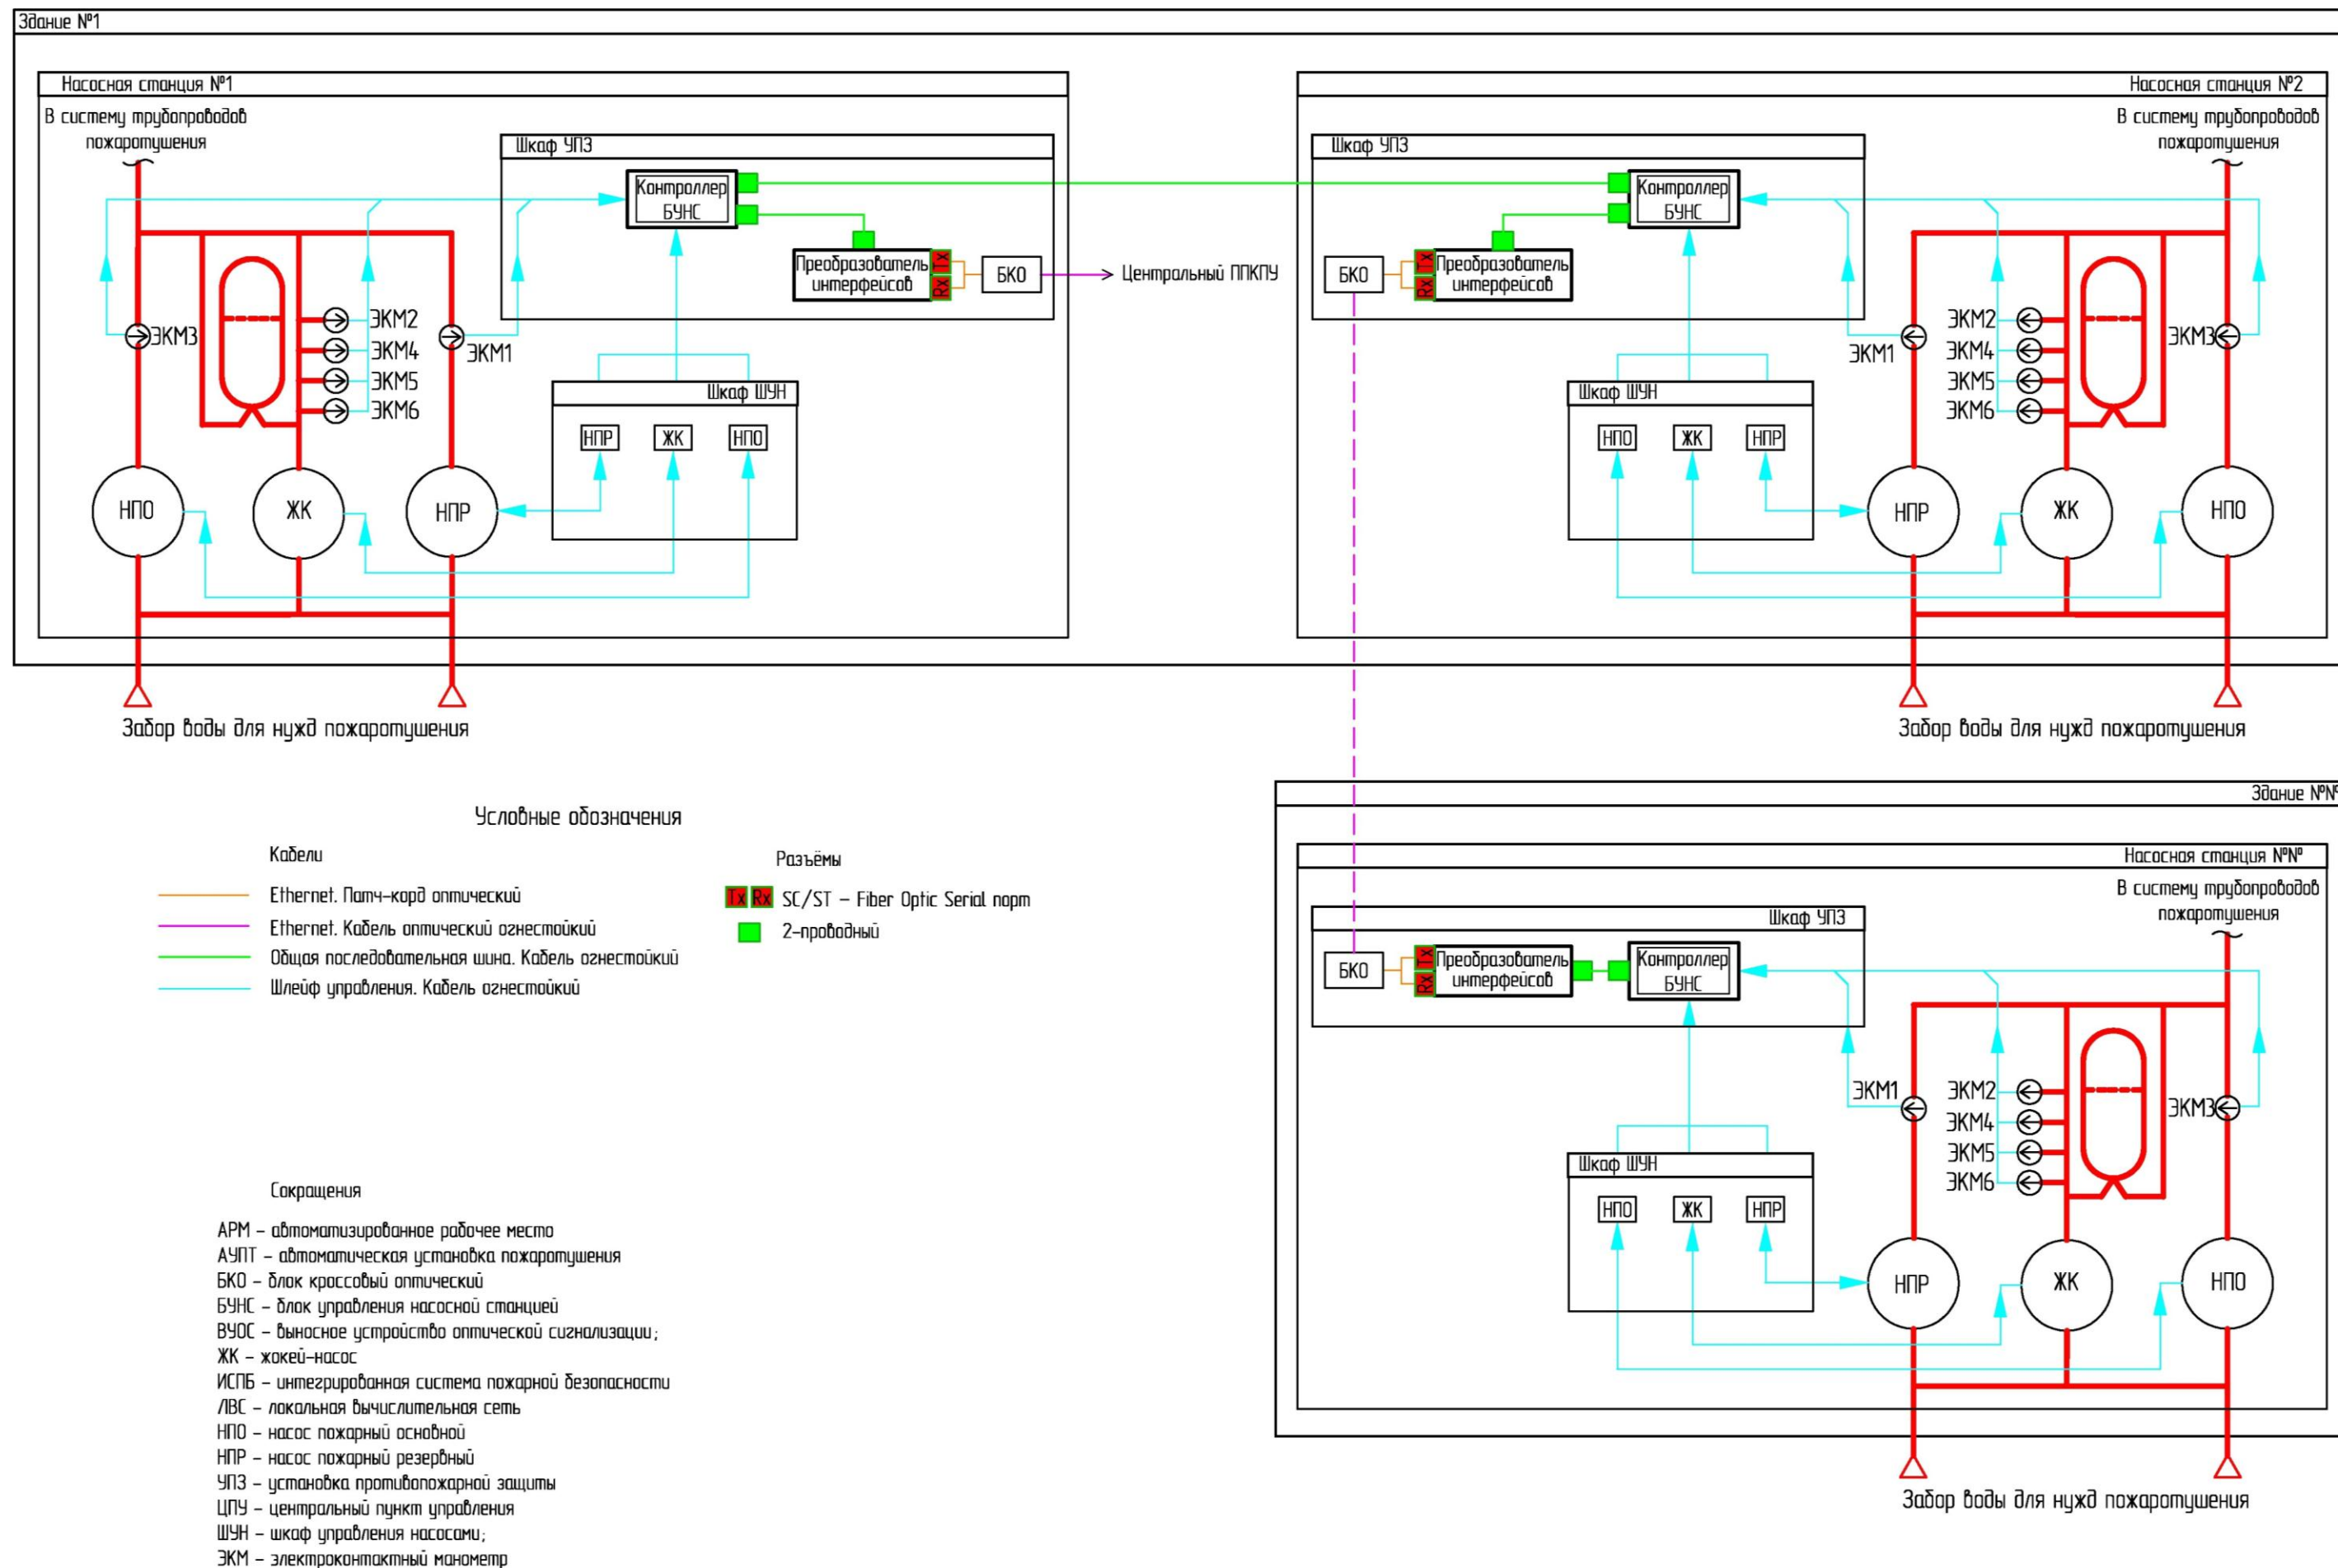 Здание №1
Насосная станция №1
В систему трубопроводов
пожаротушения
Шкаф УПЗ
Контроллер
БУНС
Преобразователь
интерфейсов
Tx
Rx
БКО
Центральный ППКПУ
ЭКМ3
ЭКМ2
ЭКМ4
ЭКМ5
ЭКМ6
ЭКМ1
Шкаф ШУН
НПР
ЖК
НПО
НПО
ЖК
НПР
Забор воды для нужд пожаротушения
Насосная станция №2
В систему трубопроводов
пожаротушения
Шкаф УПЗ
Контроллер
БУНС
БКО
Tx
Rx
Преобразователь
интерфейсов
ЭКМ1
ЭКМ2
ЭКМ4
ЭКМ5
ЭКМ6
ЭКМ3
Шкаф ШУН
НПО
ЖК
НПР
НПР
ЖК
НПО
Забор воды для нужд пожаротушения
Здание №№
Насосная станция №№
В систему трубопроводов
пожаротушения
Шкаф УПЗ
БКО
Tx
Rx
Преобразователь
интерфейсов
Контроллер
БУНС
ЭКМ1
ЭКМ2
ЭКМ4
ЭКМ5
ЭКМ6
ЭКМ3
Шкаф ШУН
НПО
ЖК
НПР
НПР
ЖК
НПО
Забор воды для нужд пожаротушения
Условные обозначения
Кабели
Ethernet. Патч-корд оптический
Ethernet. Кабель оптический огнестойкий
Общая последовательная шина. Кабель огнестойкий
Шлейф управления. Кабель огнестойкий
Разъёмы
Tx Rx SC/ST – Fiber Optic Serial порт
2-проводный
Сокращения
АРМ – автоматизированное рабочее место
АУПТ – автоматическая установка пожаротушения
БКО – блок кроссовый оптический
БУНС – блок управления насосной станцией
ВУОС – выносное устройство оптической сигнализации;
ЖК – жокей-насос
ИСПБ – интегрированная система пожарной безопасности
ЛВС – локальная вычислительная сеть
НПО – насос пожарный основной
НПР – насос пожарный резервный
УПЗ – установка противопожарной защиты
ЦПУ – центральный пункт управления
ШУН – шкаф управления насосами;
ЭКМ – электроконтактный манометр